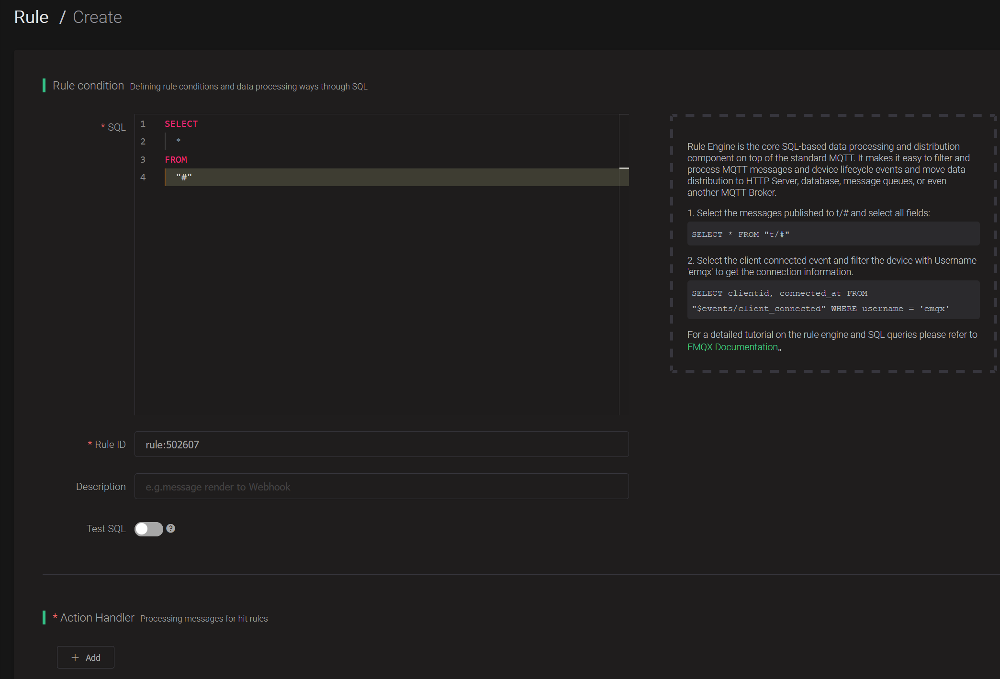 Rule / Create
Rule condition Defining rule conditions and data processing ways through SQL
* SQL
1 SELECT
2 *
3 FROM
4 "#"
Rule Engine is the core SQL-based data processing and distribution
component on top of the standard MQTT. It makes it easy to filter and
process MQTT messages and device lifecycle events and move data
distribution to HTTP Server, database, message queues, or even
another MQTT Broker.
1. Select the messages published to t/# and select all fields:
SELECT * FROM "t/#"
2. Select the client connected event and filter the device with Username
'emqx' to get the connection information.
SELECT clientid, connected_at FROM
"$events/client_connected" WHERE username = 'emqx'
For a detailed tutorial on the rule engine and SQL queries please refer to
EMQX Documentation。
* Rule ID rule:502607
Description e.g.message render to Webhook
Test SQL ?
* Action Handler Processing messages for hit rules
+ Add